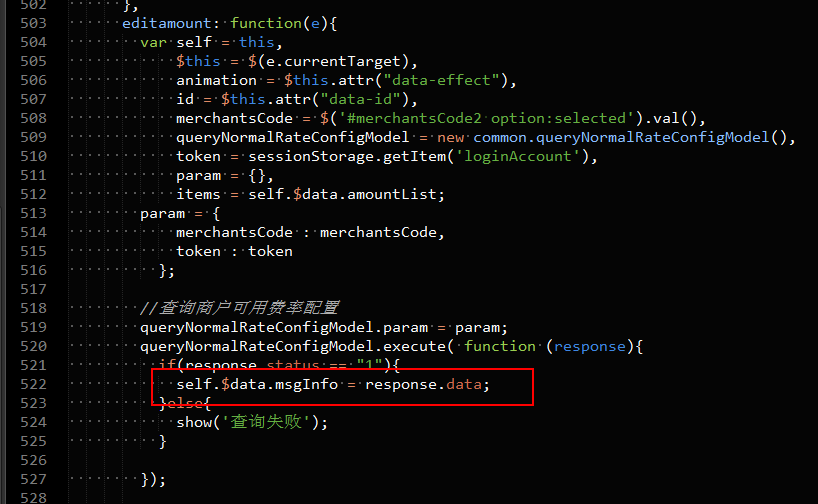 502 },
503 editamount: function(e){
504 var self = this,
505 $this = $(e.currentTarget),
506 animation = $this.attr("data-effect"),
507 id = $this.attr("data-id"),
508 merchantsCode = $('#merchantsCode2 option:selected').val(),
509 queryNormalRateConfigModel = new common.queryNormalRateConfigModel(),
510 token = sessionStorage.getItem('loginAccount'),
511 param = {},
512 items = self.$data.amountList;
513 param = {
514 merchantsCode : merchantsCode,
515 token : token
516 };
517
518 //查询商户可用费率配置
519 queryNormalRateConfigModel.param = param;
520 queryNormalRateConfigModel.execute( function (response){
521 if(response.status == "1"){
522 self.$data.msgInfo = response.data;
523 }else{
524 show('查询失败');
525 }
526
527 });
528